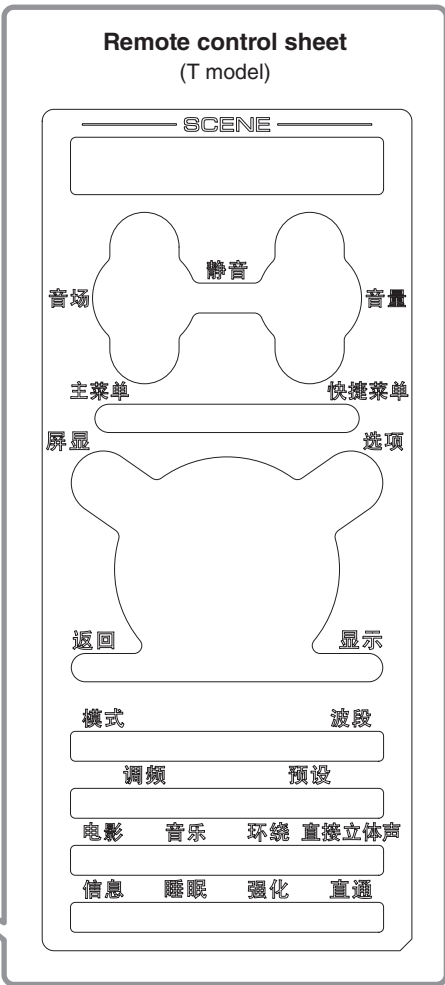 Remote control sheet
(T model)
SCENE
静音
音场 音量
主菜单 快捷菜单
屏显 选项
返回 显示
模式 波段
调频 预设
电影 音乐 环绕 直接立体声
信息 睡眠 强化 直通